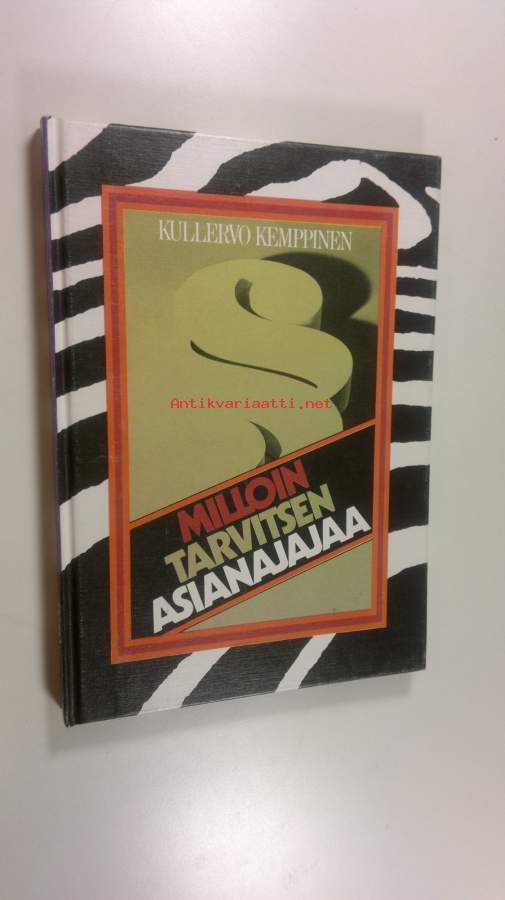 KULLERVO KEMPPINEN
Antikvariaatti.net
MILLOIN
TARVITSEN
ASIANAJAJAA